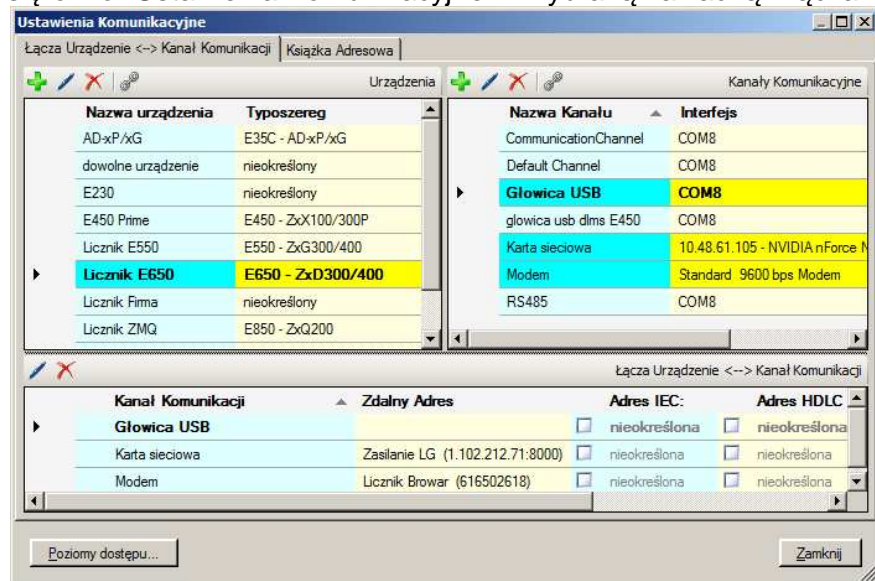 Ustawienia Komunikacyjne
Łącza Urządzenie <--> Kanał Komunikacji Książka Adresowa
Urządzenia Kanały Komunikacyjne
Nazwa urządzenia Typoszereg Nazwa Kanału Interfejs
AD-xP/xG E35C - AD-xP/xG CommunicationChannel COM8
dowolne urządzenie nieokreślony Default Channel COM8
E230 nieokreślony Głowica USB COM8
E450 Prime E450 - ZxX100/300P glowica usb dlms E450 COM8
Licznik E550 E550 - ZxG300/400 Karta sieciowa 10.48.61.105 - NVIDIA nForce N
Licznik E650 E650 - ZxD300/400 Modem Standard 9600 bps Modem
Licznik Firma nieokreślony RS485 COM8
Licznik ZMQ E850 - ZxQ200
Łącza Urządzenie <--> Kanał Komunikacji
Kanał Komunikacji Zdalny Adres Adres IEC: Adres HDLC
Głowica USB nieokreślona nieokreślona
Karta sieciowa Zasilanie LG (1.102.212.71:8000) nieokreślona nieokreślona
Modem Licznik Browar (616502618) nieokreślona nieokreślona
Poziomy dostępu... Zamknij